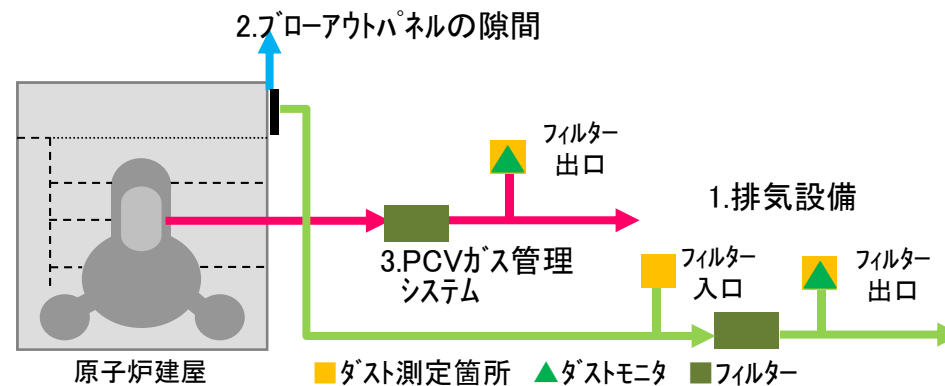 2.ブローアウトパネルの隙間
フィルター
出口
1.排気設備
3.PCVガス管理
システム
フィルター
入口
フィルター
出口
原子炉建屋
ダスト測定箇所 ダストモニタ フィルター